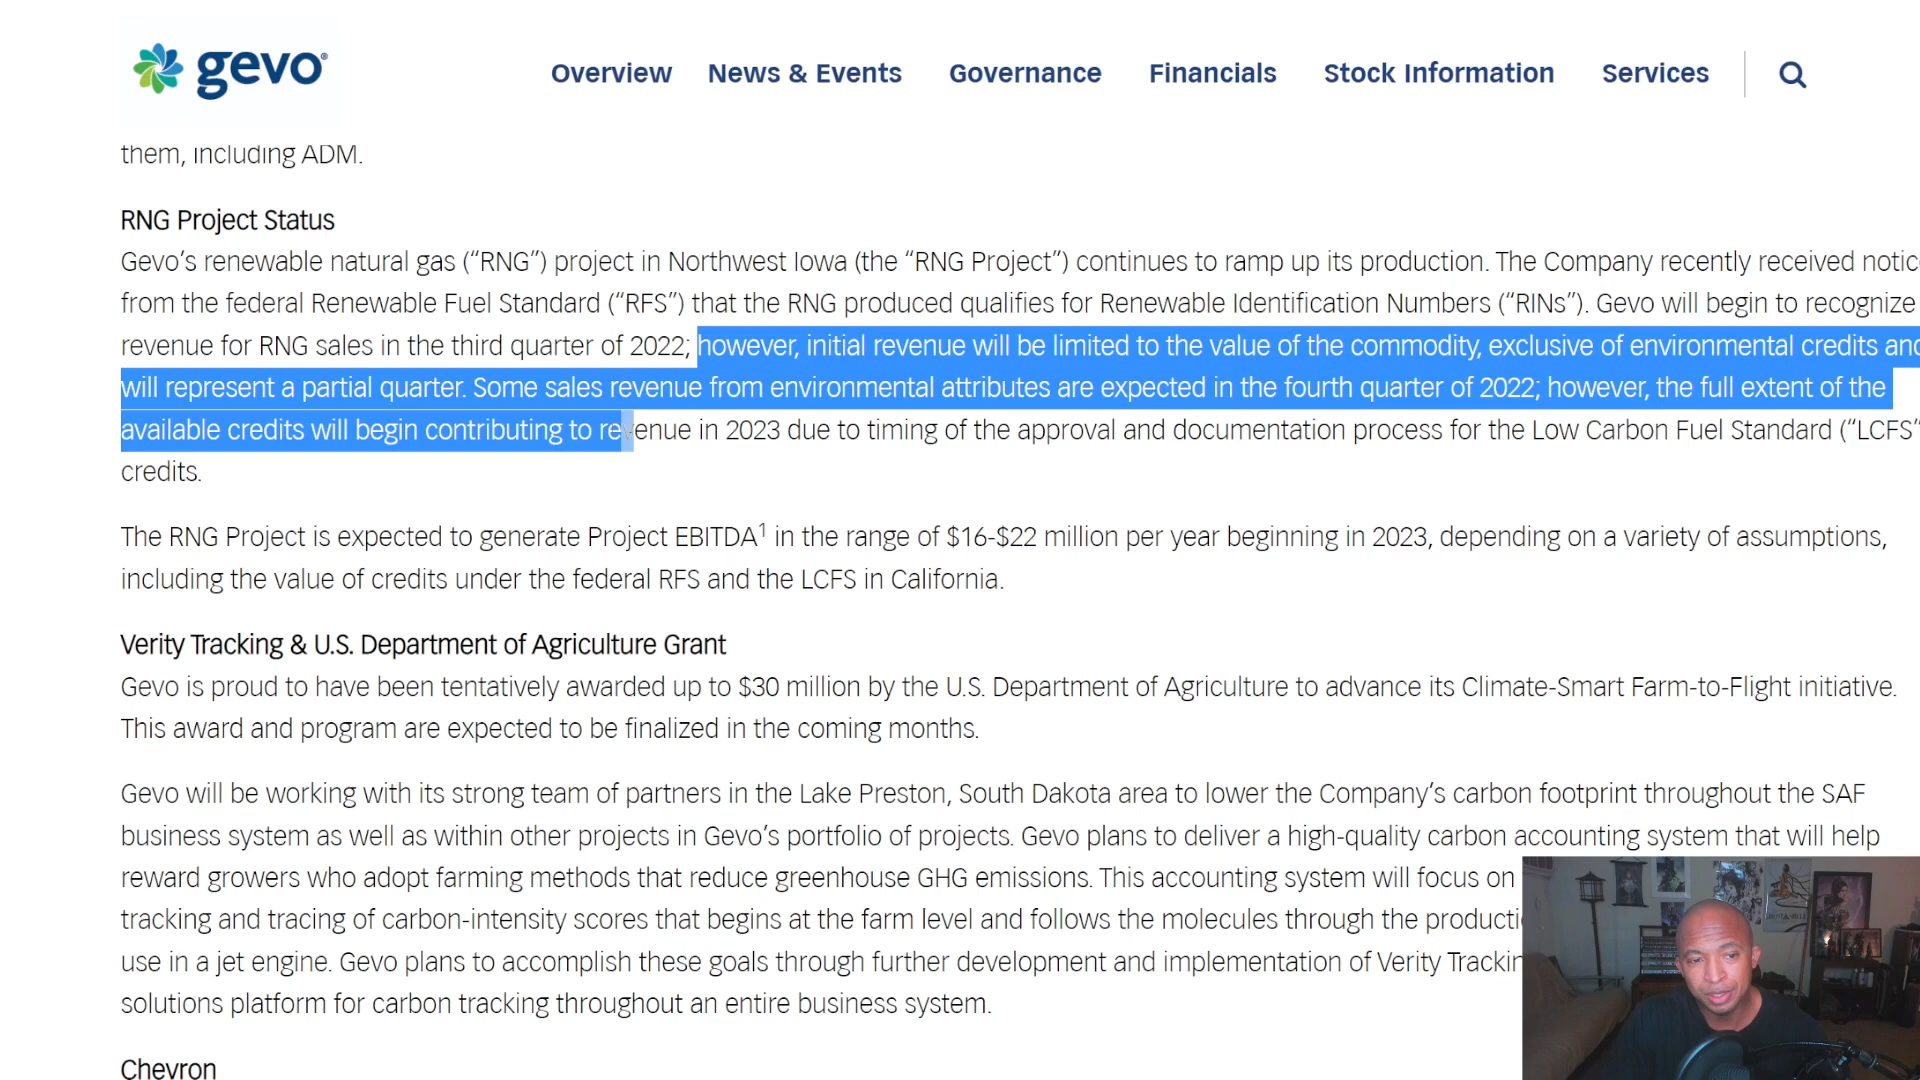 gevo®
Overview News & Events Governance Financials Stock Information Services
them, including ADM.
RNG Project Status
Gevo’s renewable natural gas (“RNG”) project in Northwest Iowa (the “RNG Project”) continues to ramp up its production. The Company recently received notic
from the federal Renewable Fuel Standard (“RFS”) that the RNG produced qualifies for Renewable Identification Numbers (“RINs”). Gevo will begin to recognize
revenue for RNG sales in the third quarter of 2022; however, initial revenue will be limited to the value of the commodity, exclusive of environmental credits and
will represent a partial quarter. Some sales revenue from environmental attributes are expected in the fourth quarter of 2022; however, the full extent of the
available credits will begin contributing to revenue in 2023 due to timing of the approval and documentation process for the Low Carbon Fuel Standard (“LCFS”
credits.
The RNG Project is expected to generate Project EBITDA1 in the range of $16-$22 million per year beginning in 2023, depending on a variety of assumptions,
including the value of credits under the federal RFS and the LCFS in California.
Verity Tracking & U.S. Department of Agriculture Grant
Gevo is proud to have been tentatively awarded up to $30 million by the U.S. Department of Agriculture to advance its Climate-Smart Farm-to-Flight initiative.
This award and program are expected to be finalized in the coming months.
Gevo will be working with its strong team of partners in the Lake Preston, South Dakota area to lower the Company’s carbon footprint throughout the SAF
business system as well as within other projects in Gevo’s portfolio of projects. Gevo plans to deliver a high-quality carbon accounting system that will help
reward growers who adopt farming methods that reduce greenhouse GHG emissions. This accounting system will focus on
tracking and tracing of carbon-intensity scores that begins at the farm level and follows the molecules through the producti
use in a jet engine. Gevo plans to accomplish these goals through further development and implementation of Verity Trackin
solutions platform for carbon tracking throughout an entire business system.
Chevron